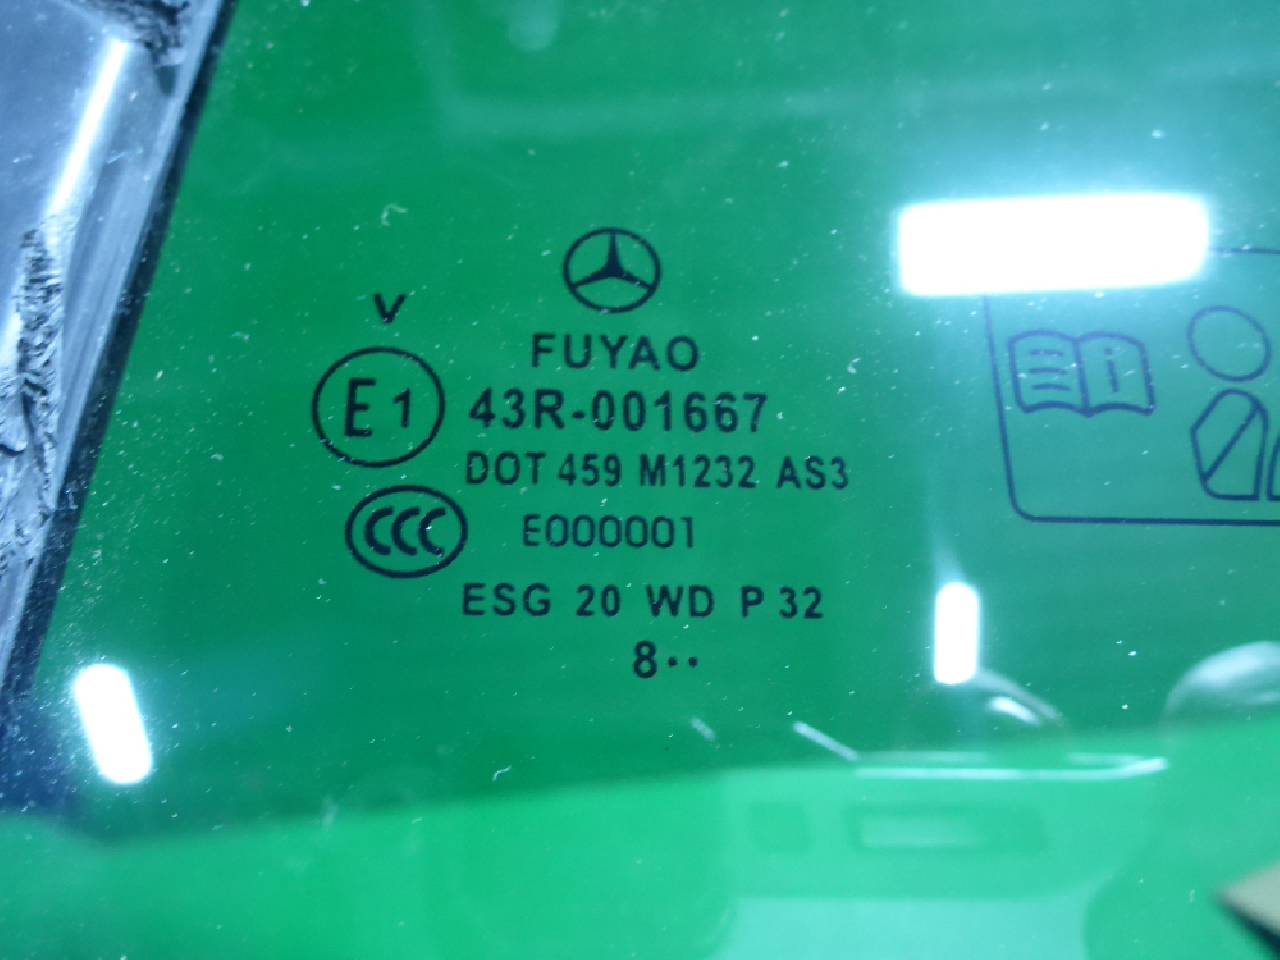 V
FUYAO
E1 43R-001667
DOT 459 M1232 AS3
CCC E000001
ESG 20 WD P 32
8··
i